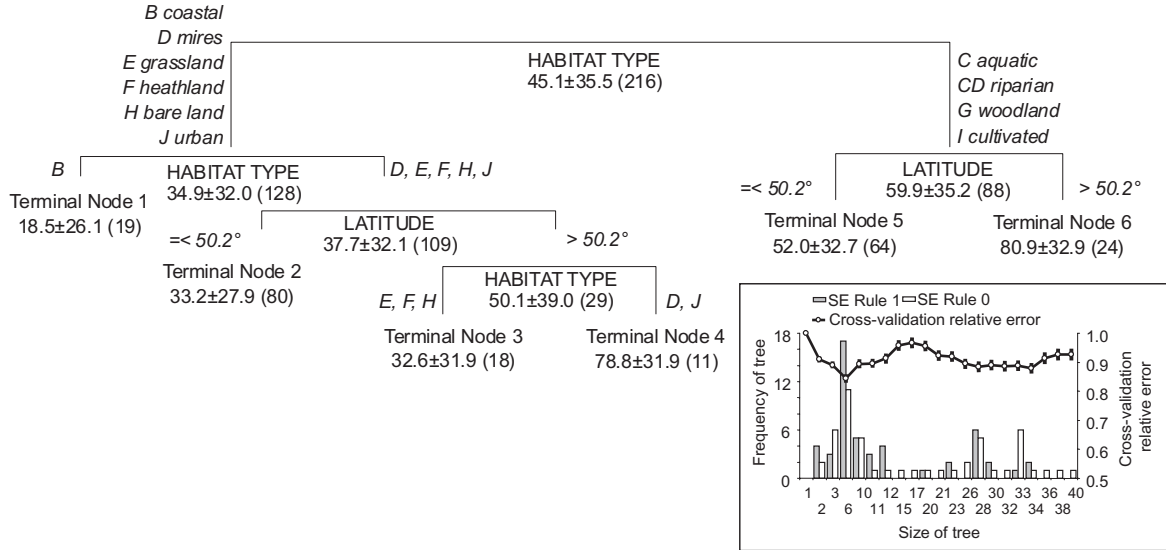 B coastal
D mires
E grassland
F heathland
H bare land
J urban
HABITAT TYPE
45.1±35.5 (216)
C aquatic
CD riparian
G woodland
I cultivated
B
HABITAT TYPE
34.9±32.0 (128)
D, E, F, H, J
Terminal Node 1
18.5±26.1 (19)
=< 50.2°
LATITUDE
37.7±32.1 (109)
> 50.2°
Terminal Node 2
33.2±27.9 (80)
E, F, H
HABITAT TYPE
50.1±39.0 (29)
D, J
Terminal Node 3
32.6±31.9 (18)
Terminal Node 4
78.8±31.9 (11)
=< 50.2°
LATITUDE
59.9±35.2 (88)
> 50.2°
Terminal Node 5
52.0±32.7 (64)
Terminal Node 6
80.9±32.9 (24)
SE Rule 1 SE Rule 0
Cross-validation relative error
Frequency of tree
18
12
6
0
1.0
0.9
0.8
0.7
0.6
0.5
Cross-validation
relative error
1 3 10 12 17 21 26 30 33 36 40
2 6 11 15 20 23 28 32 34 38
Size of tree